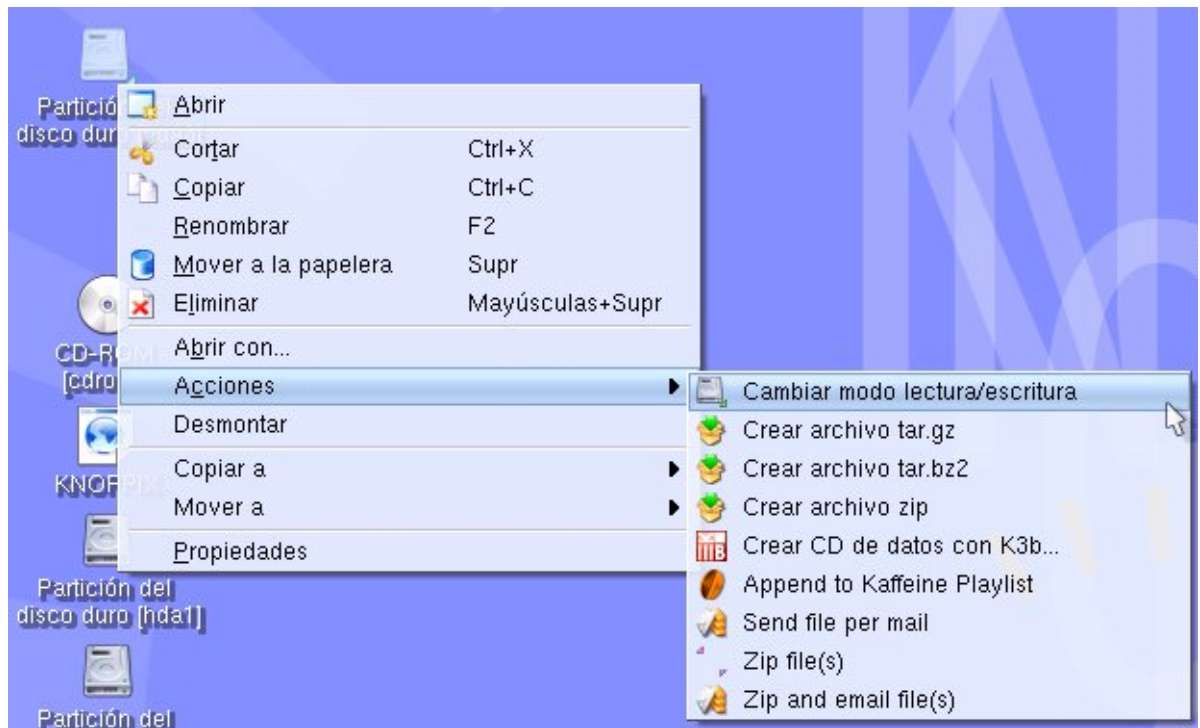 Partició
disco dur
Abrir
Cortar Ctrl+X
Copiar Ctrl+C
Renombrar F2
Mover a la papelera Supr
Eliminar Mayúsculas+Supr
Abrir con...
Acciones
Desmontar
Copiar a
Mover a
Propiedades
CD-ROM
[cdro
KNOPPIX
Partición del
disco duro [hda1]
Partición del
Cambiar modo lectura/escritura
Crear archivo tar.gz
Crear archivo tar.bz2
Crear archivo zip
Crear CD de datos con K3b...
Append to Kaffeine Playlist
Send file per mail
Zip file(s)
Zip and email file(s)